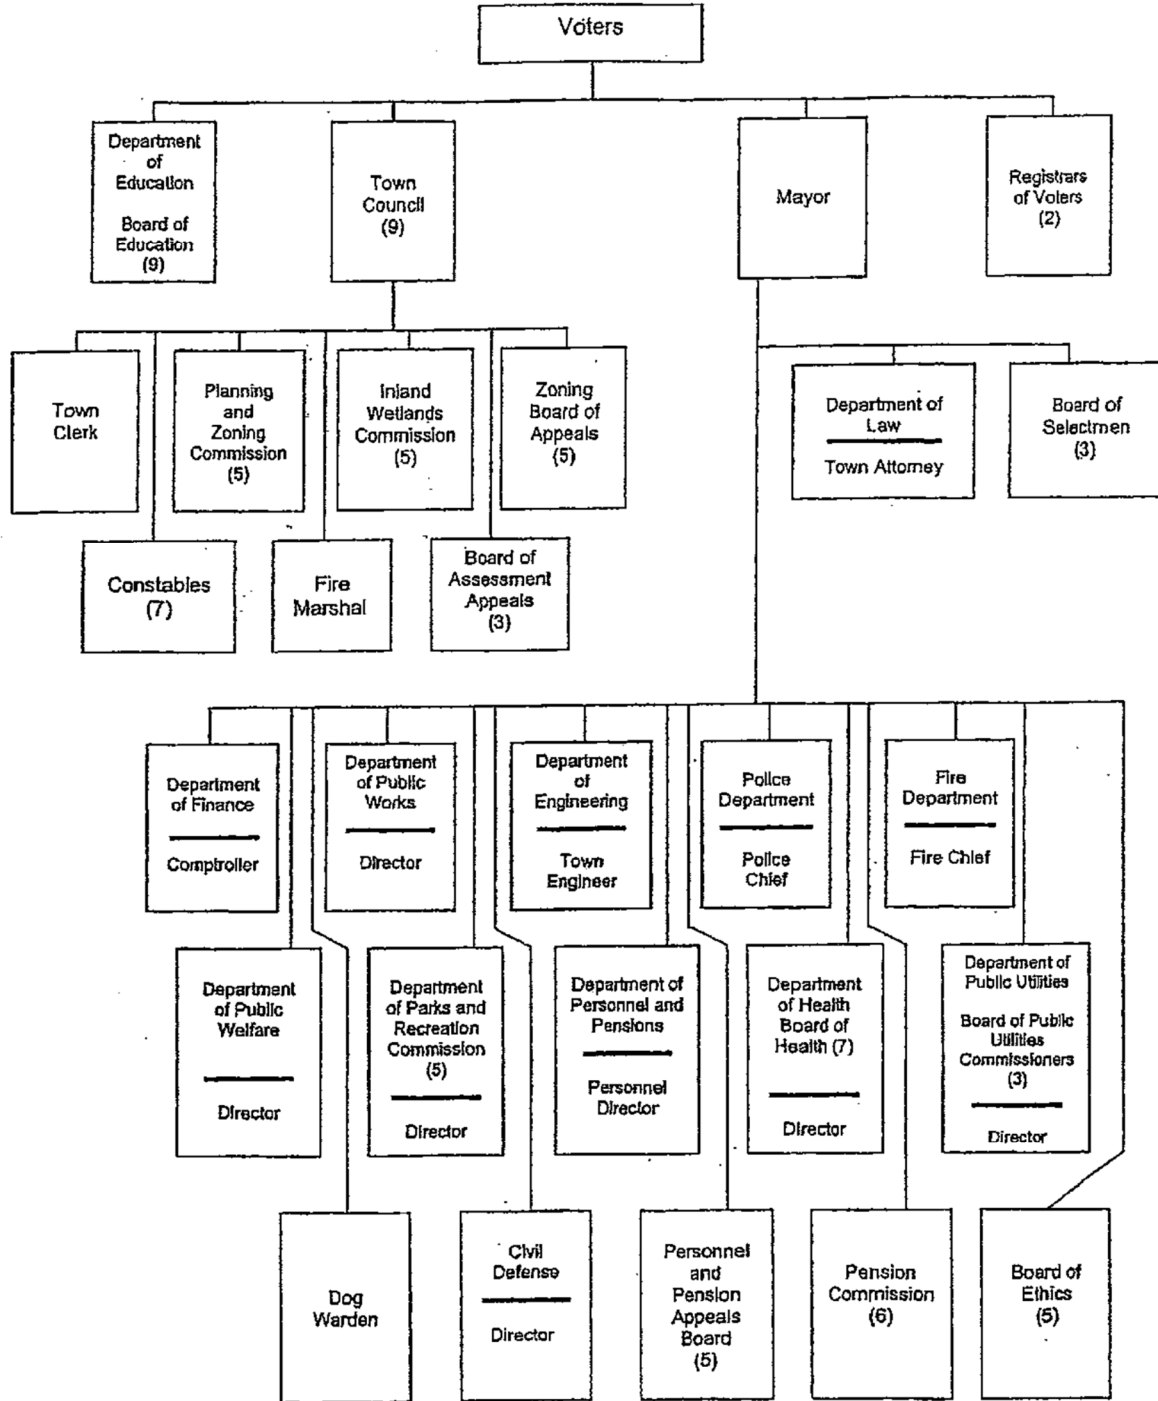 Voters
Department
of
Education
Board of
Education
(9)
Town
Council
(9)
Mayor
Registrars
of Voters
(2)
Town
Clerk
Planning
and
Zoning
Commission
(5)
Inland
Wetlands
Commission
(5)
Zoning
Board of
Appeals
(5)
Department of
Law
Town Attorney
Board of
Selectmen
(3)
Constables
(7)
Fire
Marshal
Board of
Assessment
Appeals
(3)
Department
of Finance
Comptroller
Department
of Public
Works
Director
Department
of
Engineering
Town
Engineer
Police
Department
Police
Chief
Fire
Department
Fire Chief
Department
of Public
Welfare
Director
Department
of Parks and
Recreation
Commission
(5)
Director
Department of
Personnel and
Pensions
Personnel
Director
Department
of Health
Board of
Health (7)
Director
Department of
Public Utilities
Board of Public
Utilities
Commissioners
(3)
Director
Dog
Warden
Civil
Defense
Director
Personnel
and
Pension
Appeals
Board
(5)
Pension
Commission
(6)
Board of
Ethics
(5)